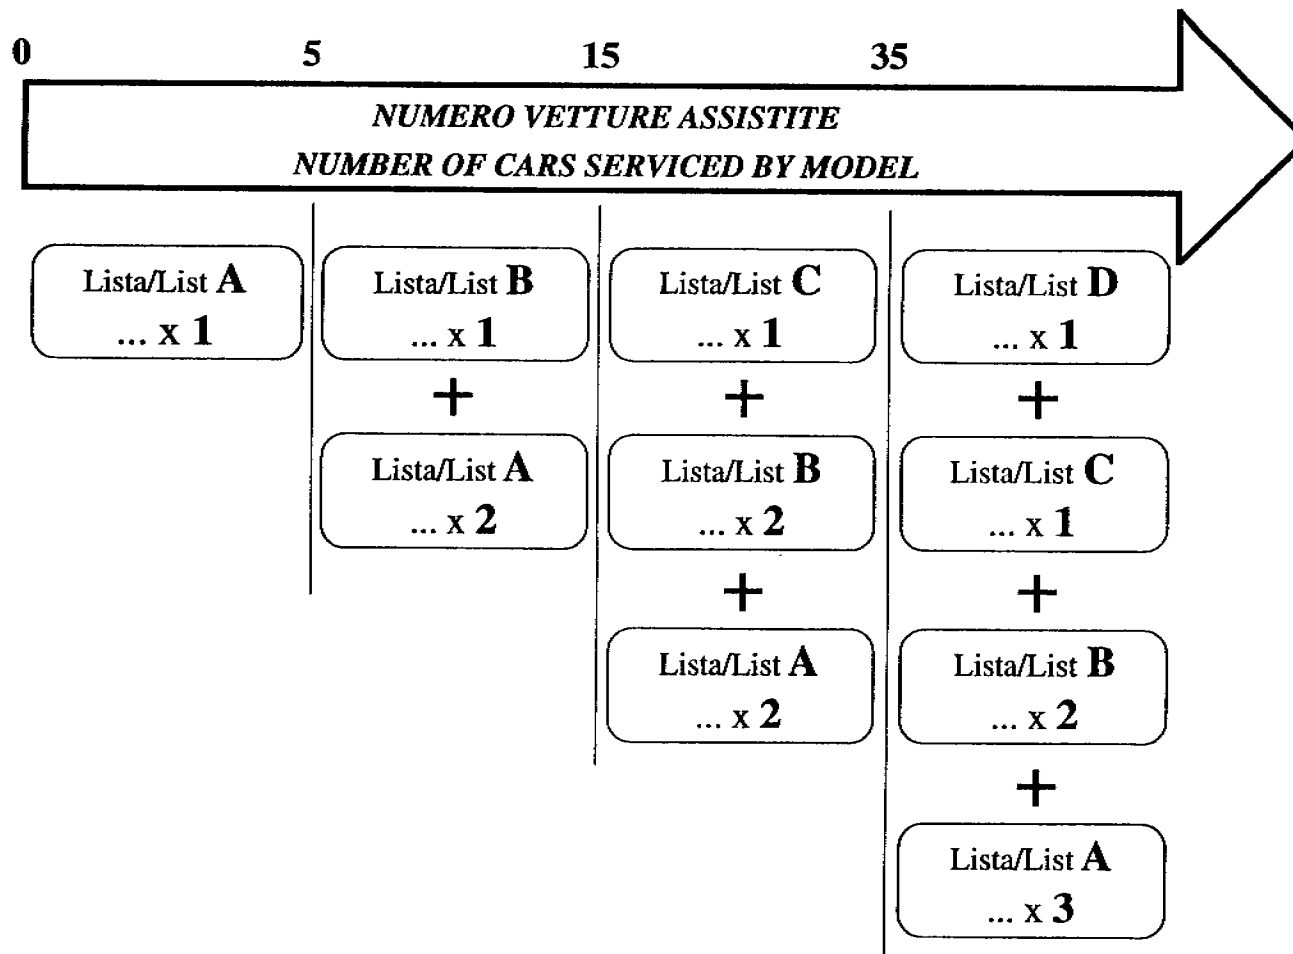 0 5 15 35
NUMERO VETTURE ASSISTITE
NUMBER OF CARS SERVICED BY MODEL
Lista/List A
... x 1
Lista/List B
... x 1
+
Lista/List A
... x 2
Lista/List C
... x 1
+
Lista/List B
... x 2
+
Lista/List A
... x 2
Lista/List D
... x 1
+
Lista/List C
... x 1
+
Lista/List B
... x 2
+
Lista/List A
... x 3